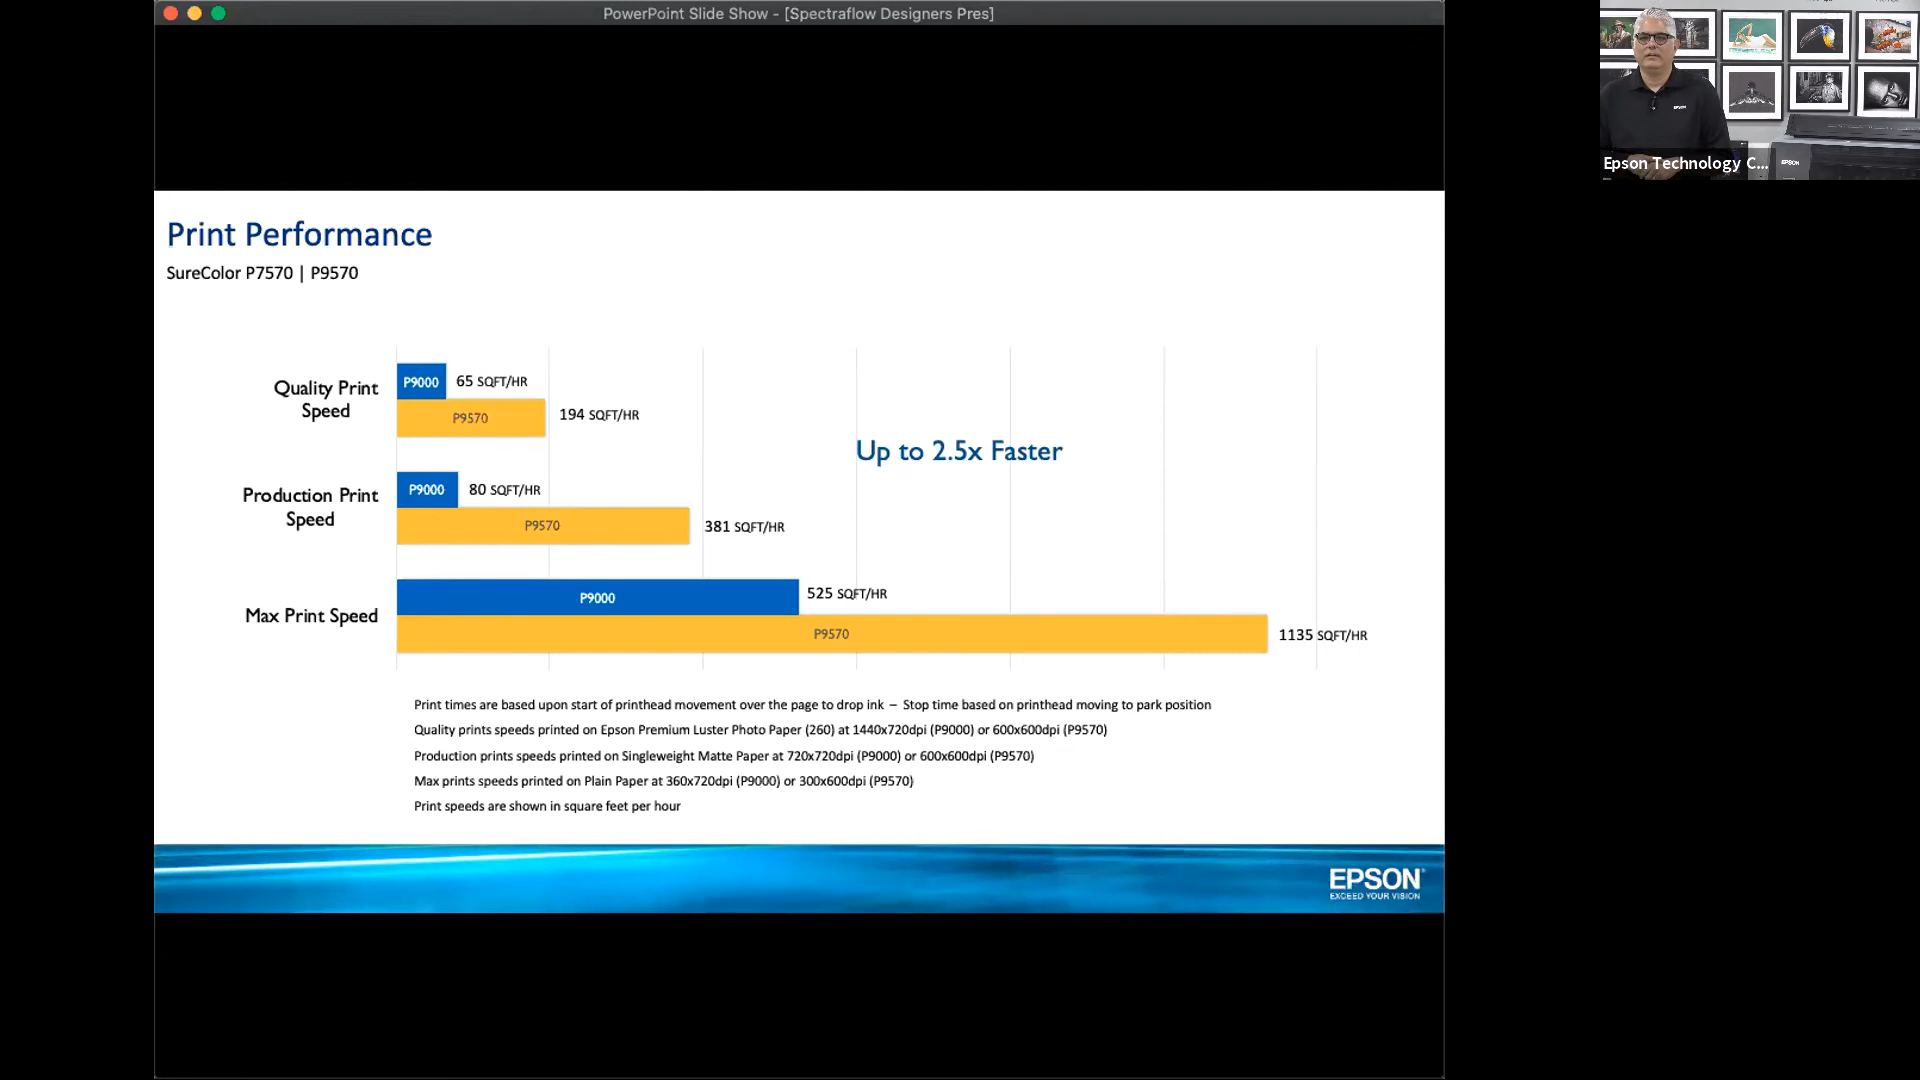 PowerPoint Slide Show - [Spectraflow Designers Pres]
EPSON
EPSON
Epson Technology C...
Print Performance
SureColor P7570 | P9570
Quality Print
Speed
P9000
65 SQFT/HR
P9570
194 SQFT/HR
Up to 2.5x Faster
Production Print
Speed
P9000
80 SQFT/HR
P9570
381 SQFT/HR
Max Print Speed
P9000
525 SQFT/HR
P9570
1135 SQFT/HR
Print times are based upon start of printhead movement over the page to drop ink – Stop time based on printhead moving to park position
Quality prints speeds printed on Epson Premium Luster Photo Paper (260) at 1440x720dpi (P9000) or 600x600dpi (P9570)
Production prints speeds printed on Singleweight Matte Paper at 720x720dpi (P9000) or 600x600dpi (P9570)
Max prints speeds printed on Plain Paper at 360x720dpi (P9000) or 300x600dpi (P9570)
Print speeds are shown in square feet per hour
EPSON
EXCEED YOUR VISION